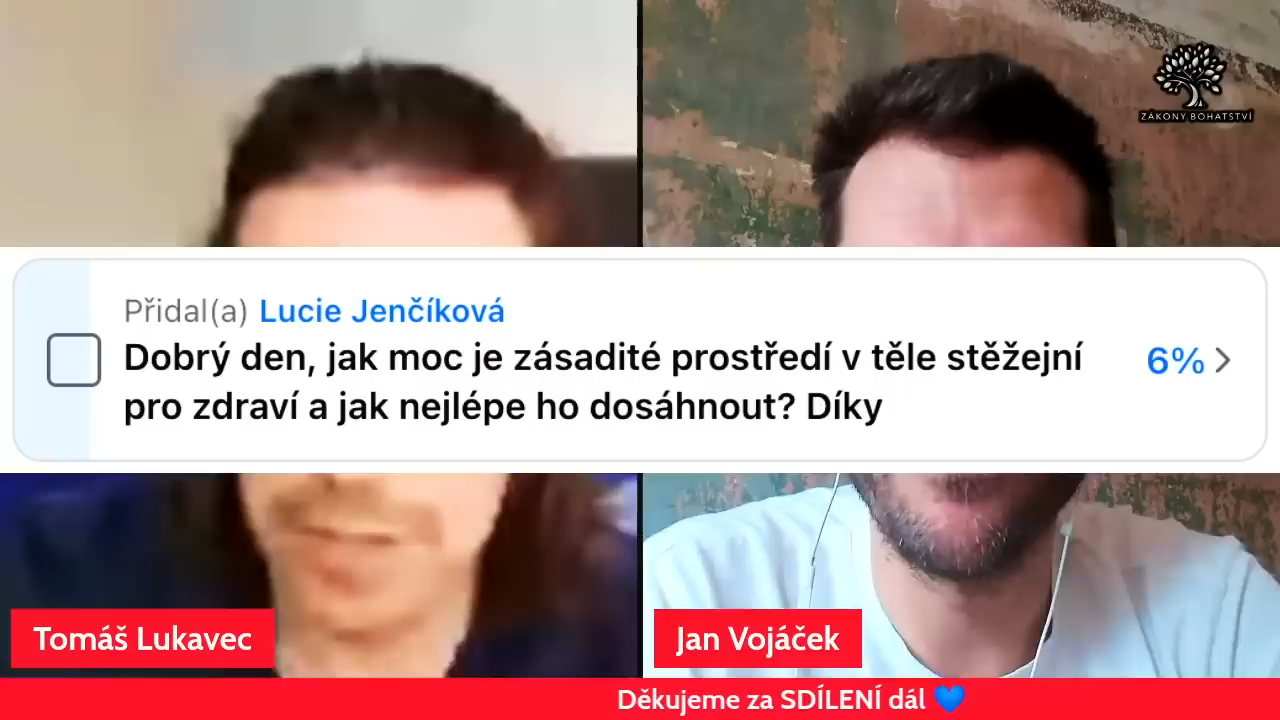 ZÁKONY BOHATSTVÍ
Přidal(a) Lucie Jenčíková
Dobrý den, jak moc je zásadité prostředí v těle stěžejní
pro zdraví a jak nejlépe ho dosáhnout? Díky
6%
Tomáš Lukavec
Jan Vojáček
Děkujeme za SDÍLENÍ dál 💙